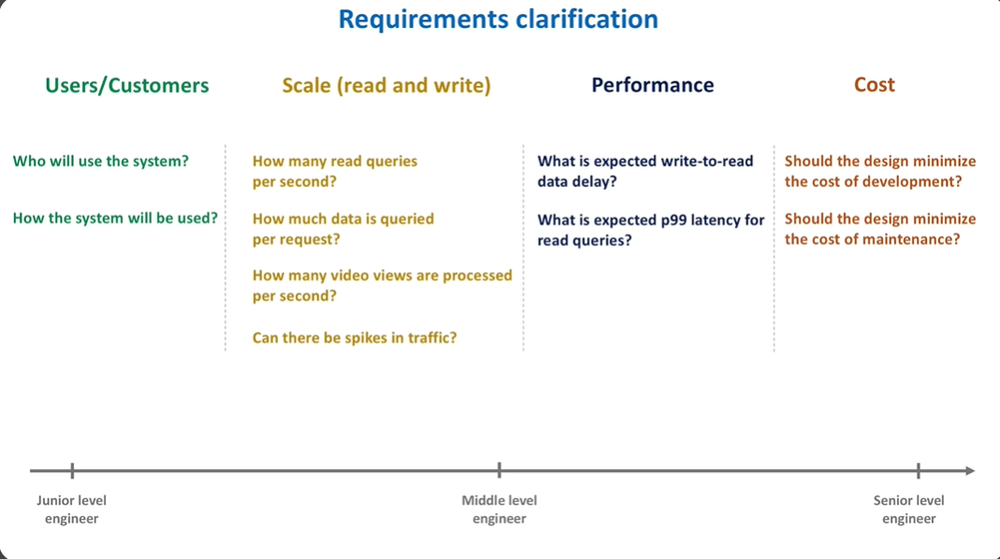 Requirements clarification
Users/Customers
Who will use the system?
How the system will be used?
Scale (read and write)
How many read queries
per second?
How much data is queried
per request?
How many video views are processed
per second?
Can there be spikes in traffic?
Performance
What is expected write-to-read
data delay?
What is expected p99 latency for
read queries?
Cost
Should the design minimize
the cost of development?
Should the design minimize
the cost of maintenance?
Junior level
engineer
Middle level
engineer
Senior level
engineer